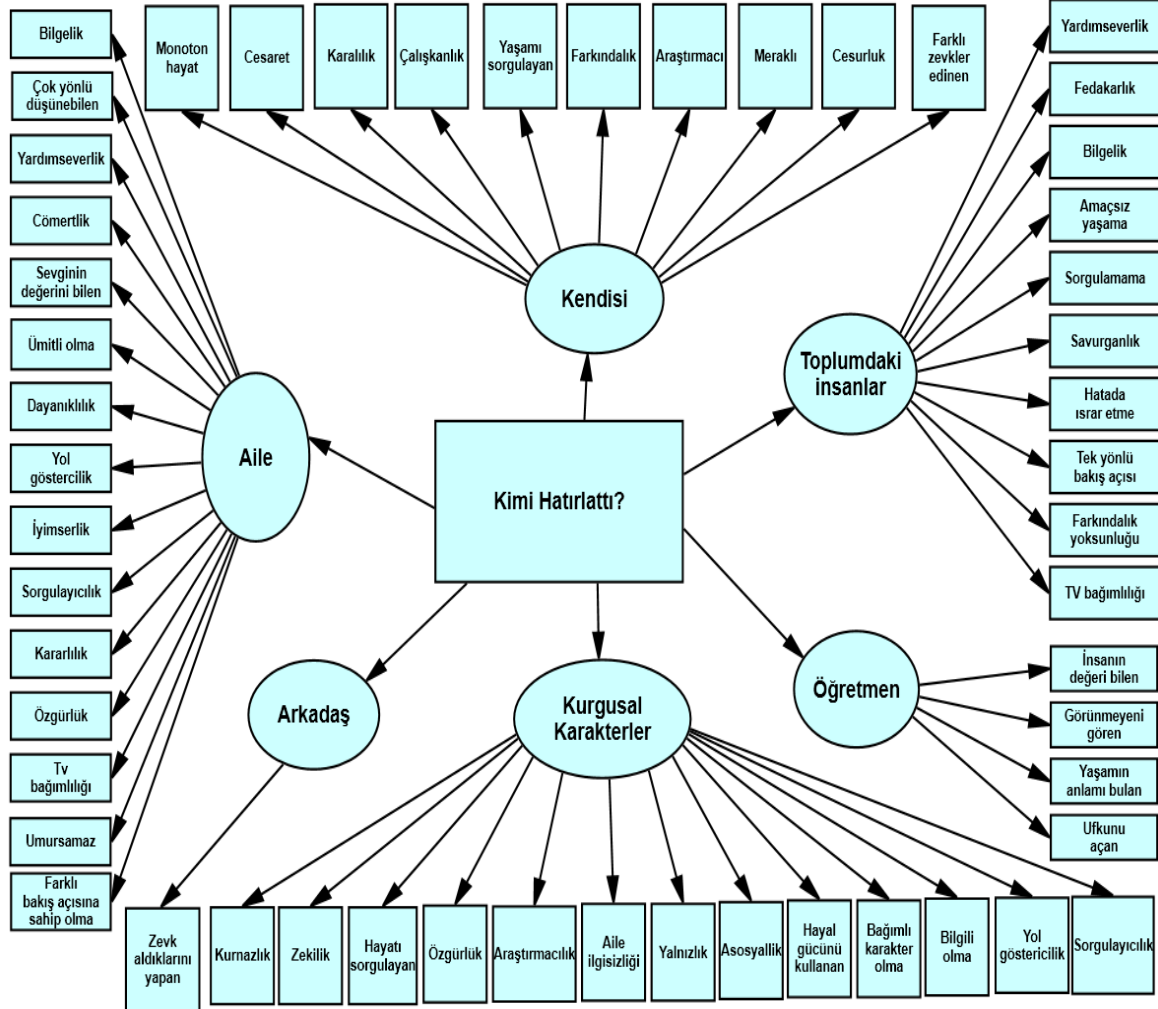 Bilgelik
Çok yönlü
düşünebilen
Yardımseverlik
Cömertlik
Sevginin
değerini bilen
Ümitli olma
Dayanıklılık
Yol
göstercilik
İyimserlik
Sorgulayıcılık
Kararlılık
Özgürlük
Tv
bağımlılığı
Umursamaz
Farklı
bakış açısına
sahip olma
Monoton
hayat
Cesaret
Karalılık
Çalışkanlık
Yaşamı
sorgulayan
Farkındalık
Araştırmacı
Meraklı
Cesurluk
Farklı
zevkler
edinen
Yardımseverlik
Fedakarlık
Bilgelik
Amaçsız
yaşama
Sorgulamama
Savurganlık
Hatada
ısrar etme
Tek yönlü
bakış açısı
Farkındalık
yoksunluğu
TV bağımlılığı
Kendisi
Toplumdaki
insanlar
Aile
Kimi Hatırlattı?
Arkadaş
Kurgusal
Karakterler
Öğretmen
İnsanın
değeri bilen
Görünmeyeni
gören
Yaşamın
anlamı bulan
Ufkunu
açan
Zevk
aldıklarını
yapan
Kurnazlık
Zekilik
Hayatı
sorgulayan
Özgürlük
Araştırmacılık
Aile
ilgisizliği
Yalnızlık
Asosyallik
Hayal
gücünü
kullanan
Bağımlı
karakter
olma
Bilgili
olma
Yol
göstericilik
Sorgulayıcılık